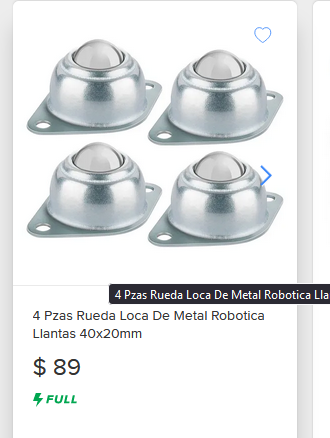 4 Pzas Rueda Loca De Metal Robotica Lla
4 Pzas Rueda Loca De Metal Robotica
Llantas 40x20mm
$ 89
FULL